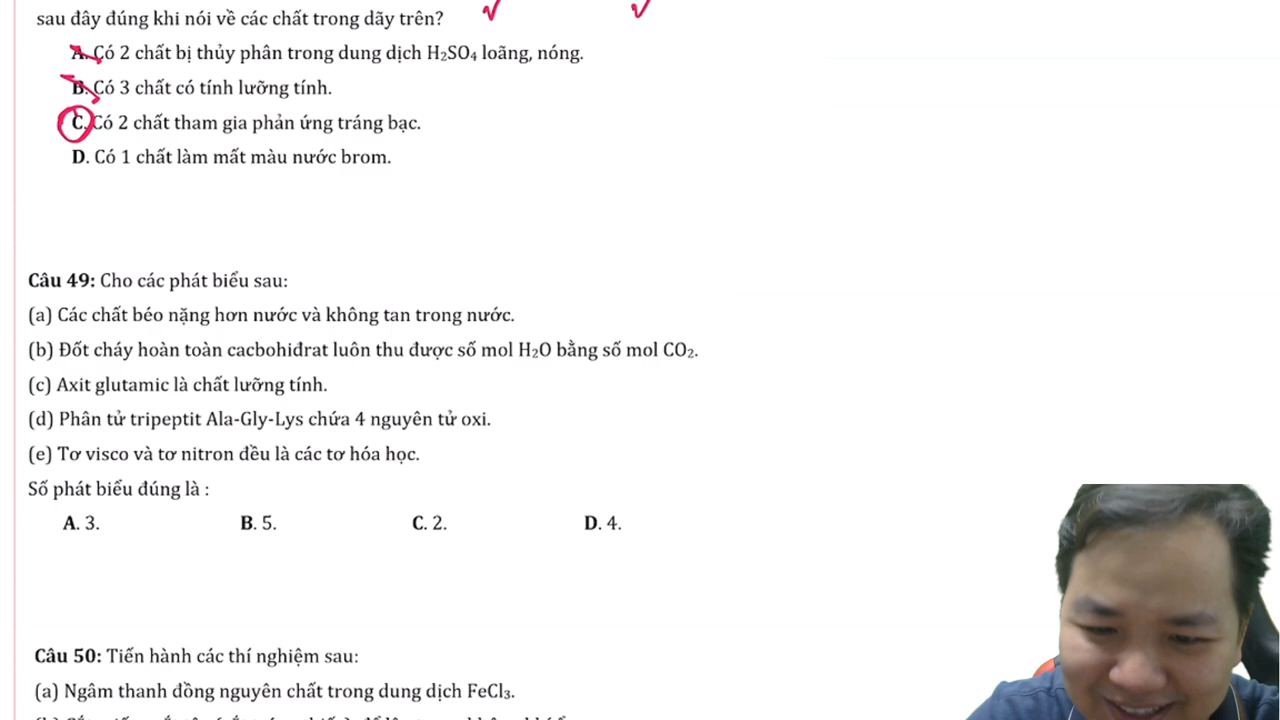 sau đây đúng khi nói về các chất trong dãy trên?
A. Có 2 chất bị thủy phân trong dung dịch H₂SO₄ loãng, nóng.
B. Có 3 chất có tính lưỡng tính.
C. Có 2 chất tham gia phản ứng tráng bạc.
D. Có 1 chất làm mất màu nước brom.
Câu 49: Cho các phát biểu sau:
(a) Các chất béo nặng hơn nước và không tan trong nước.
(b) Đốt cháy hoàn toàn cacbohiđrat luôn thu được số mol H₂O bằng số mol CO₂.
(c) Axit glutamic là chất lưỡng tính.
(d) Phân tử tripeptit Ala-Gly-Lys chứa 4 nguyên tử oxi.
(e) Tơ visco và tơ nitron đều là các tơ hóa học.
Số phát biểu đúng là :
A. 3. B. 5. C. 2. D. 4.
Câu 50: Tiến hành các thí nghiệm sau:
(a) Ngâm thanh đồng nguyên chất trong dung dịch FeCl₃.